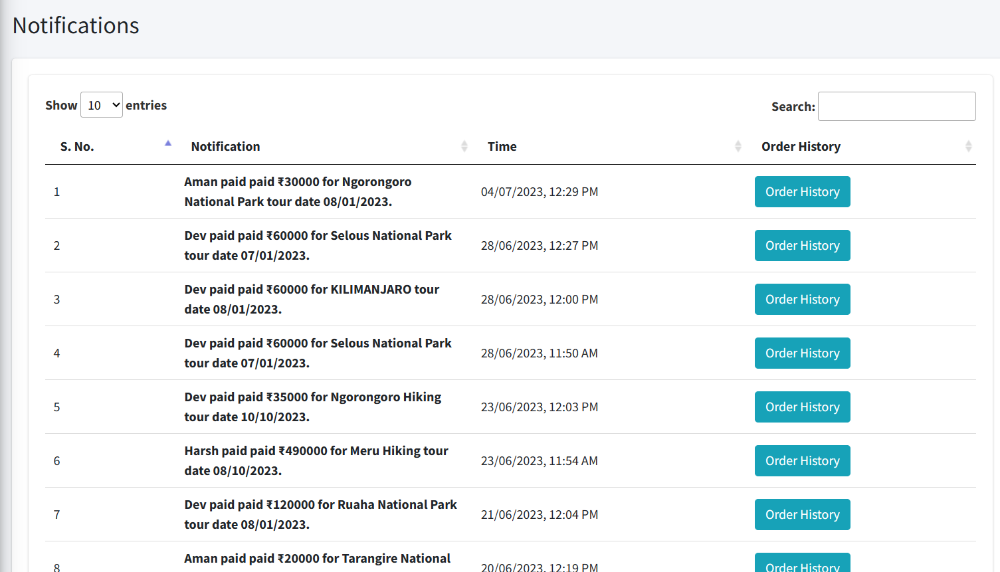 Notifications
Show 10 entries
Search:
S. No. Notification Time Order History
1 Aman paid paid ₹30000 for Ngorongoro
National Park tour date 08/01/2023. 04/07/2023, 12:29 PM Order History
2 Dev paid paid ₹60000 for Selous National Park
tour date 07/01/2023. 28/06/2023, 12:27 PM Order History
3 Dev paid paid ₹60000 for KILIMANJARO tour
date 08/01/2023. 28/06/2023, 12:00 PM Order History
4 Dev paid paid ₹60000 for Selous National Park
tour date 07/01/2023. 28/06/2023, 11:50 AM Order History
5 Dev paid paid ₹35000 for Ngorongoro Hiking
tour date 10/10/2023. 23/06/2023, 12:03 PM Order History
6 Harsh paid paid ₹490000 for Meru Hiking tour
date 08/10/2023. 23/06/2023, 11:54 AM Order History
7 Dev paid paid ₹120000 for Ruaha National Park
tour date 08/01/2023. 21/06/2023, 12:04 PM Order History
8 Aman paid paid ₹20000 for Tarangire National
20/06/2023, 12:19 PM Order History